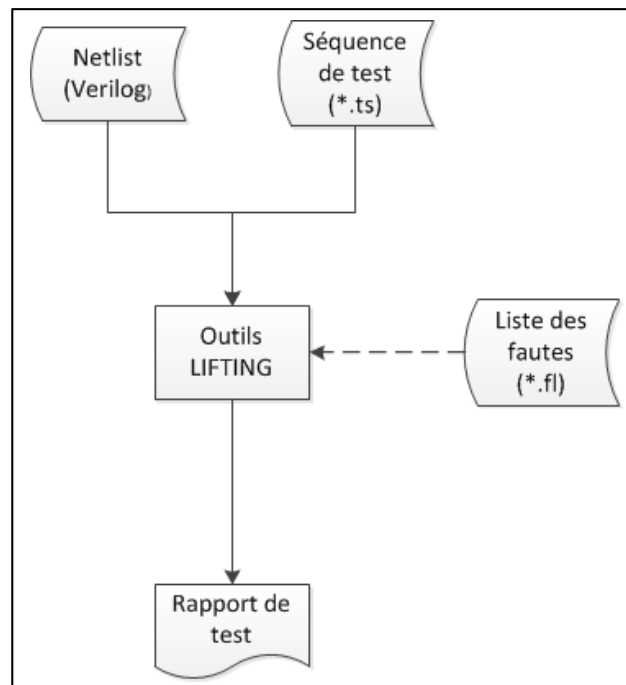 Netlist
(Verilog)
Séquence
de test
(*.ts)
Outils
LIFTING
Liste des
fautes
(*.fl)
Rapport de
test